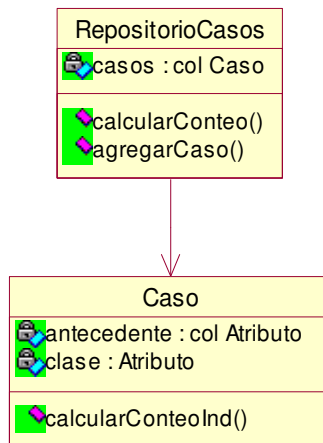 RepositorioCasos
casos : col Caso
calcularConteo()
agregarCaso()
Caso
antecedente : col Atributo
clase : Atributo
calcularConteoInd()